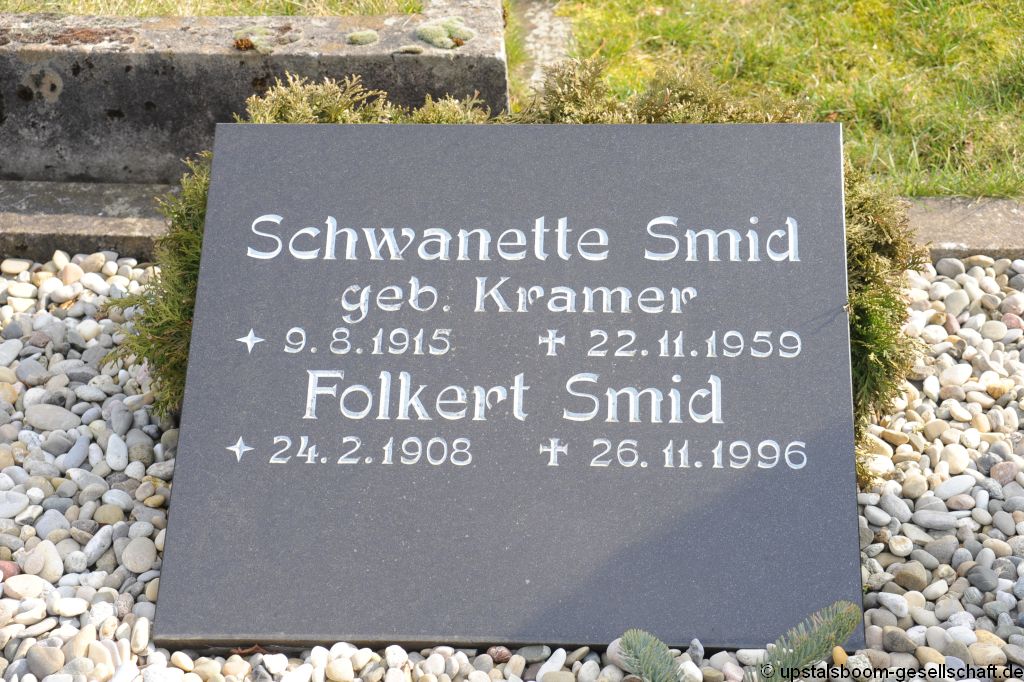 Schwanette Smid
geb. Kramer
✦ 9.8.1915 ✝ 22.11.1959
Folkert Smid
✦ 24.2.1908 ✝ 26.11.1996
© upstalsboom-gesellschaft.de